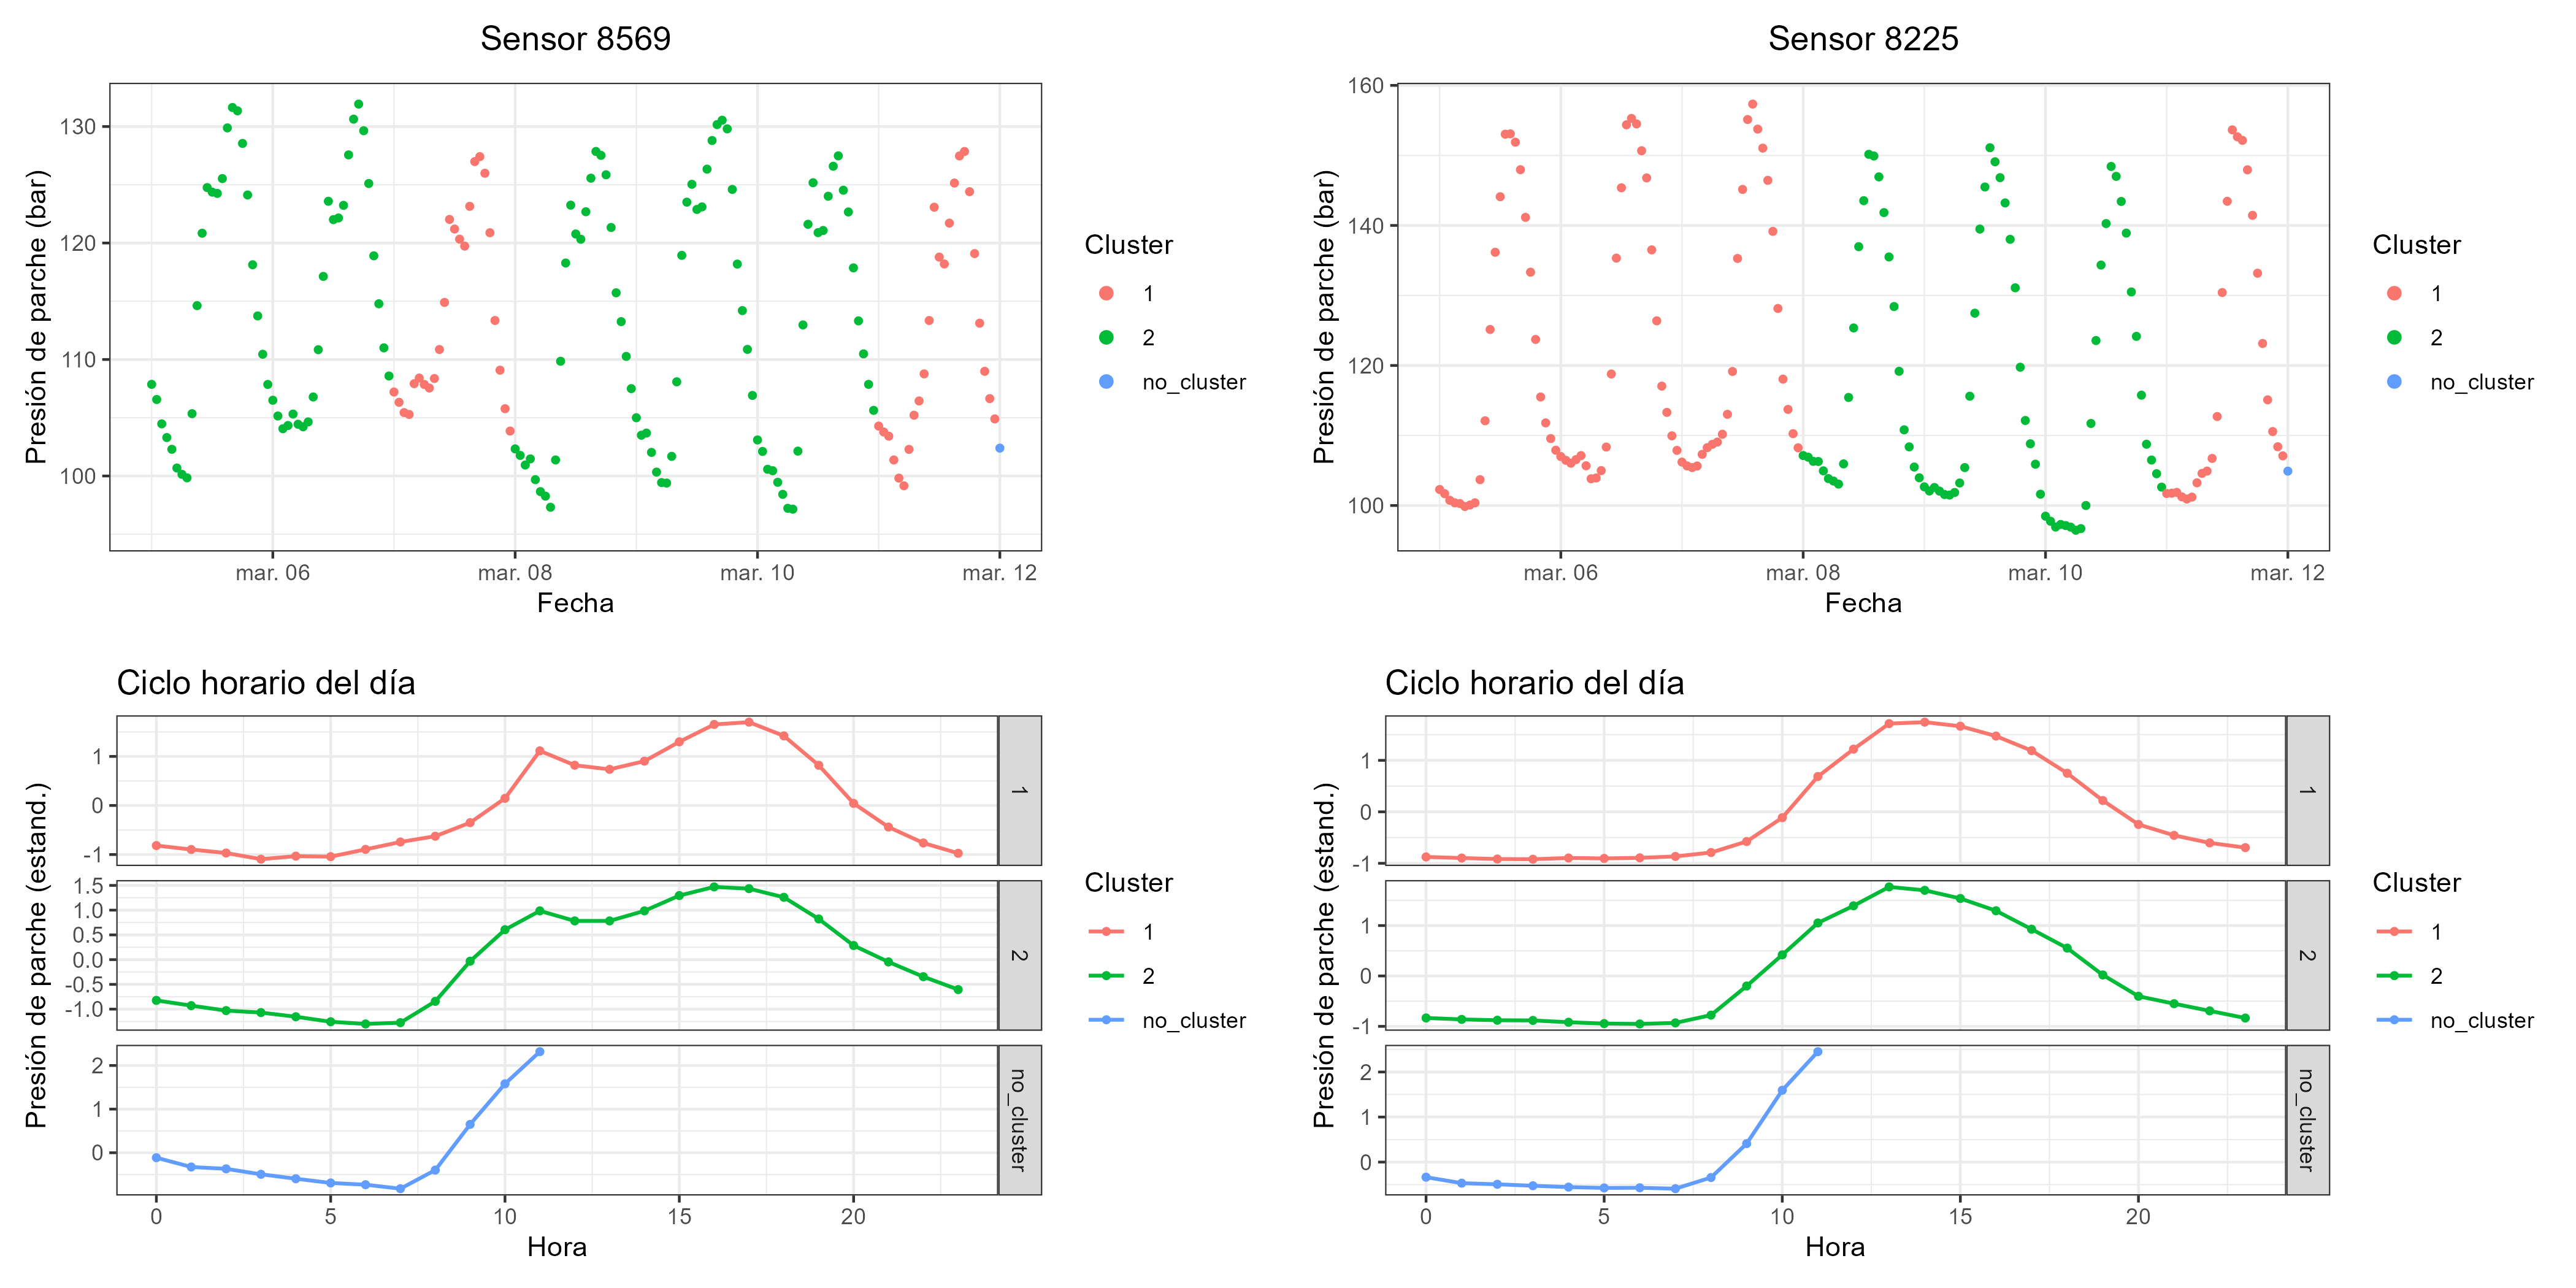 Sensor 8569
Presión de parche (bar)
130
120
110
100
mar. 06
mar. 08
mar. 10
mar. 12
Fecha
Cluster
1
2
no_cluster
Sensor 8225
Presión de parche (bar)
160
140
120
100
mar. 06
mar. 08
mar. 10
mar. 12
Fecha
Cluster
1
2
no_cluster
Ciclo horario del día
Presión de parche (estand.)
1
0
-1
1
1.5
1.0
0.5
0.0
-0.5
-1.0
2
2
1
0
no_cluster
0
5
10
15
20
Hora
Cluster
1
2
no_cluster
Ciclo horario del día
Presión de parche (estand.)
1
0
-1
1
1
0
-1
2
2
1
0
no_cluster
0
5
10
15
20
Hora
Cluster
1
2
no_cluster